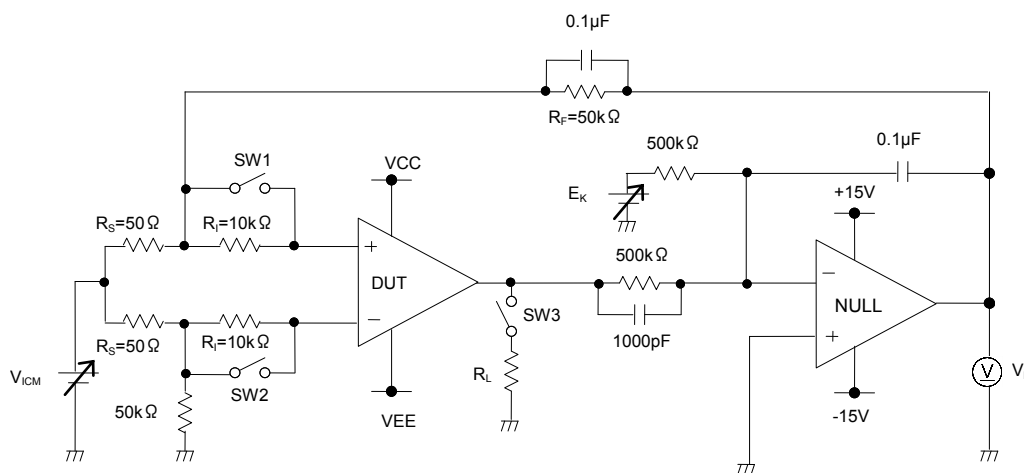 0.1µF
R_F=50kΩ
500kΩ
0.1µF
SW1
VCC
E_K
+15V
R_S=50Ω
R_I=10kΩ
+
500kΩ
DUT
−
NULL
−
+
SW3
R_S=50Ω
R_I=10kΩ
1000pF
V_ICM
SW2
R_L
V
50kΩ
VEE
-15V